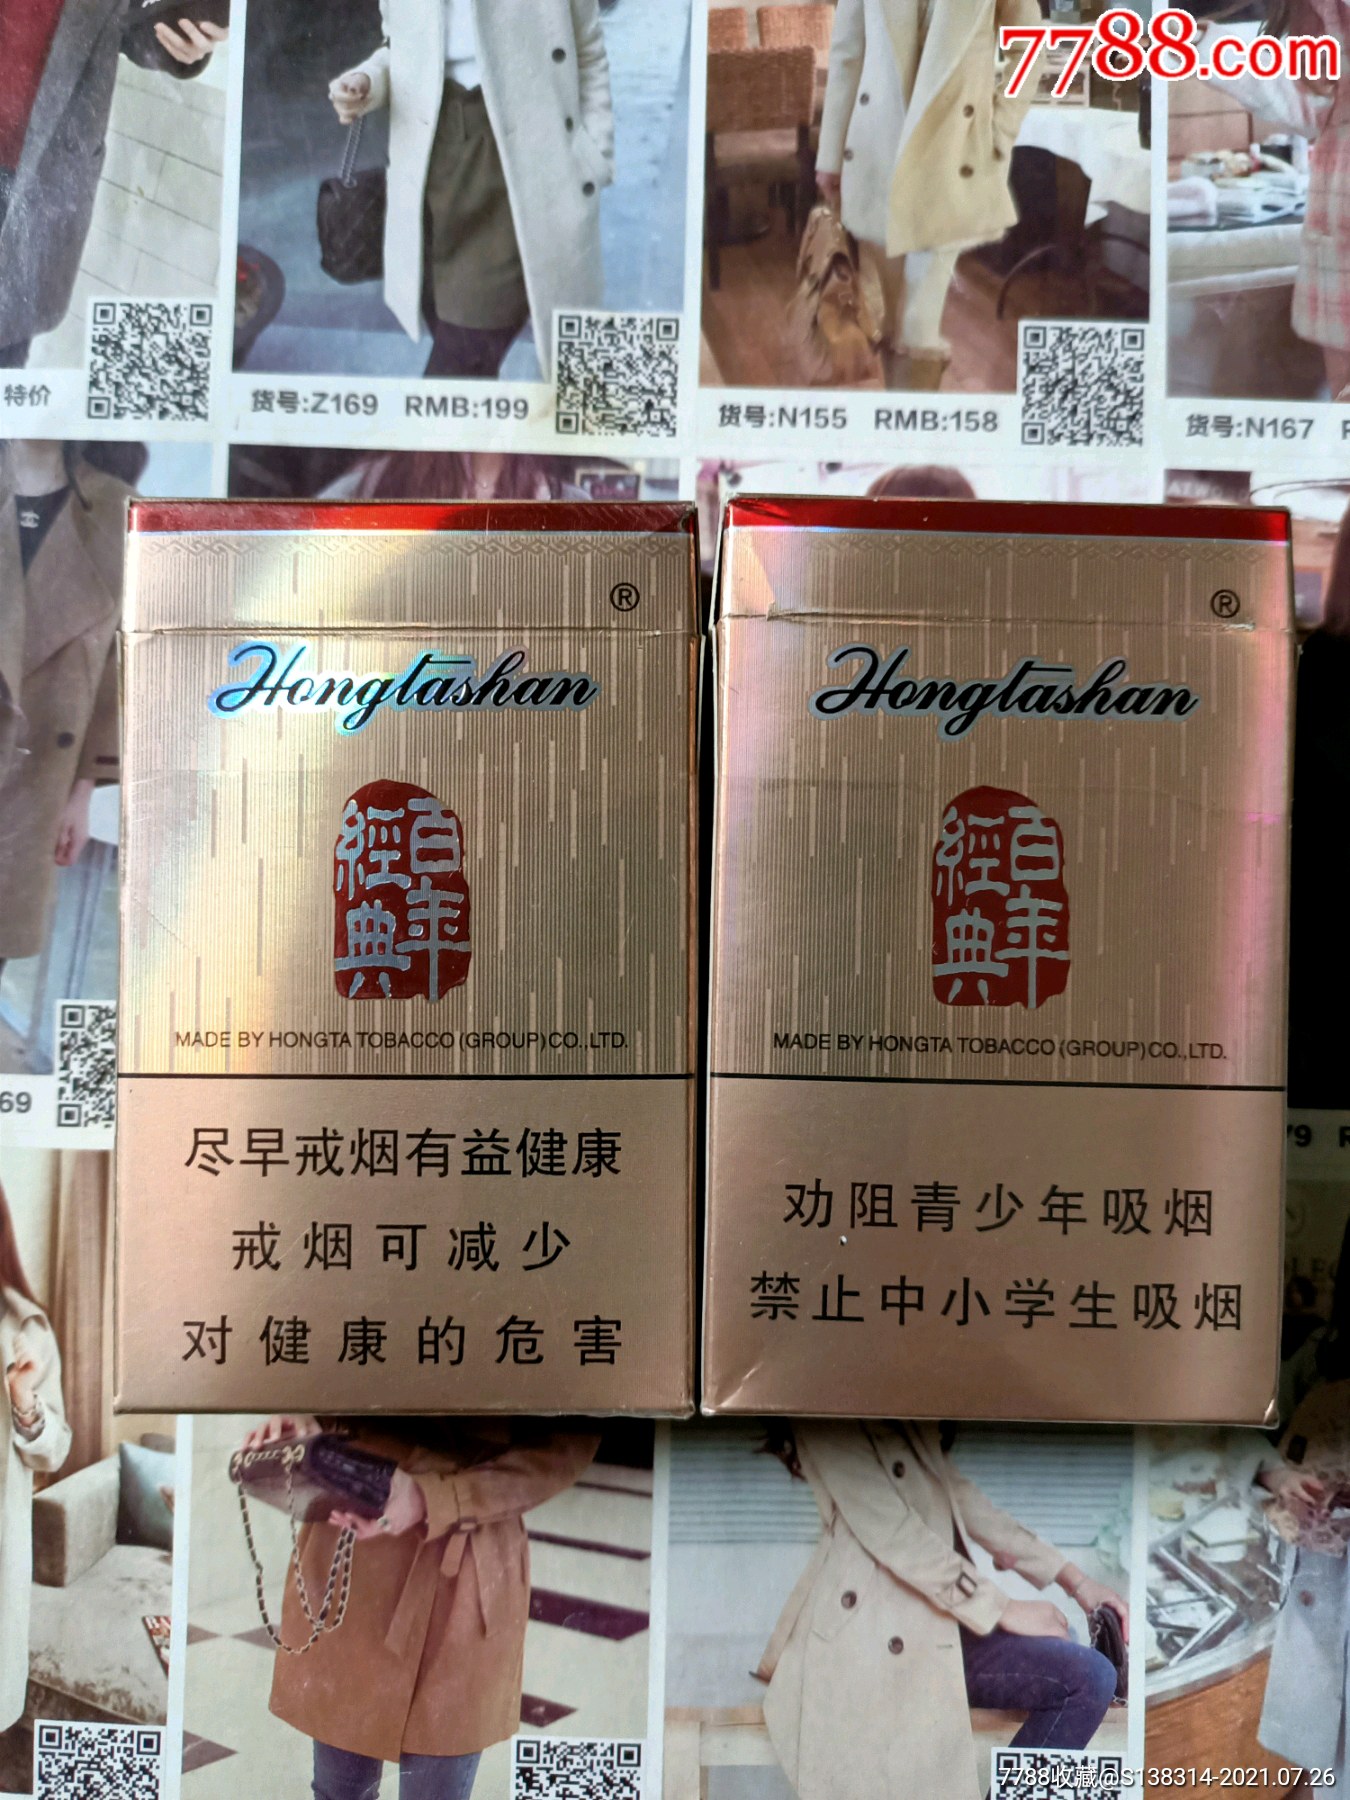 7788.com
特价
货号:Z169 RMB:199
货号:N155 RMB:158
货号:N167
®
Hongtashan
百年
經典
MADE BY HONGTA TOBACCO (GROUP) CO.,LTD.
尽早戒烟有益健康
戒烟可减少
对健康的危害
®
Hongtashan
百年
經典
MADE BY HONGTA TOBACCO (GROUP) CO.,LTD.
劝阻青少年吸烟
禁止中小学生吸烟
69
79
7788收藏@S138314-2021.07.26